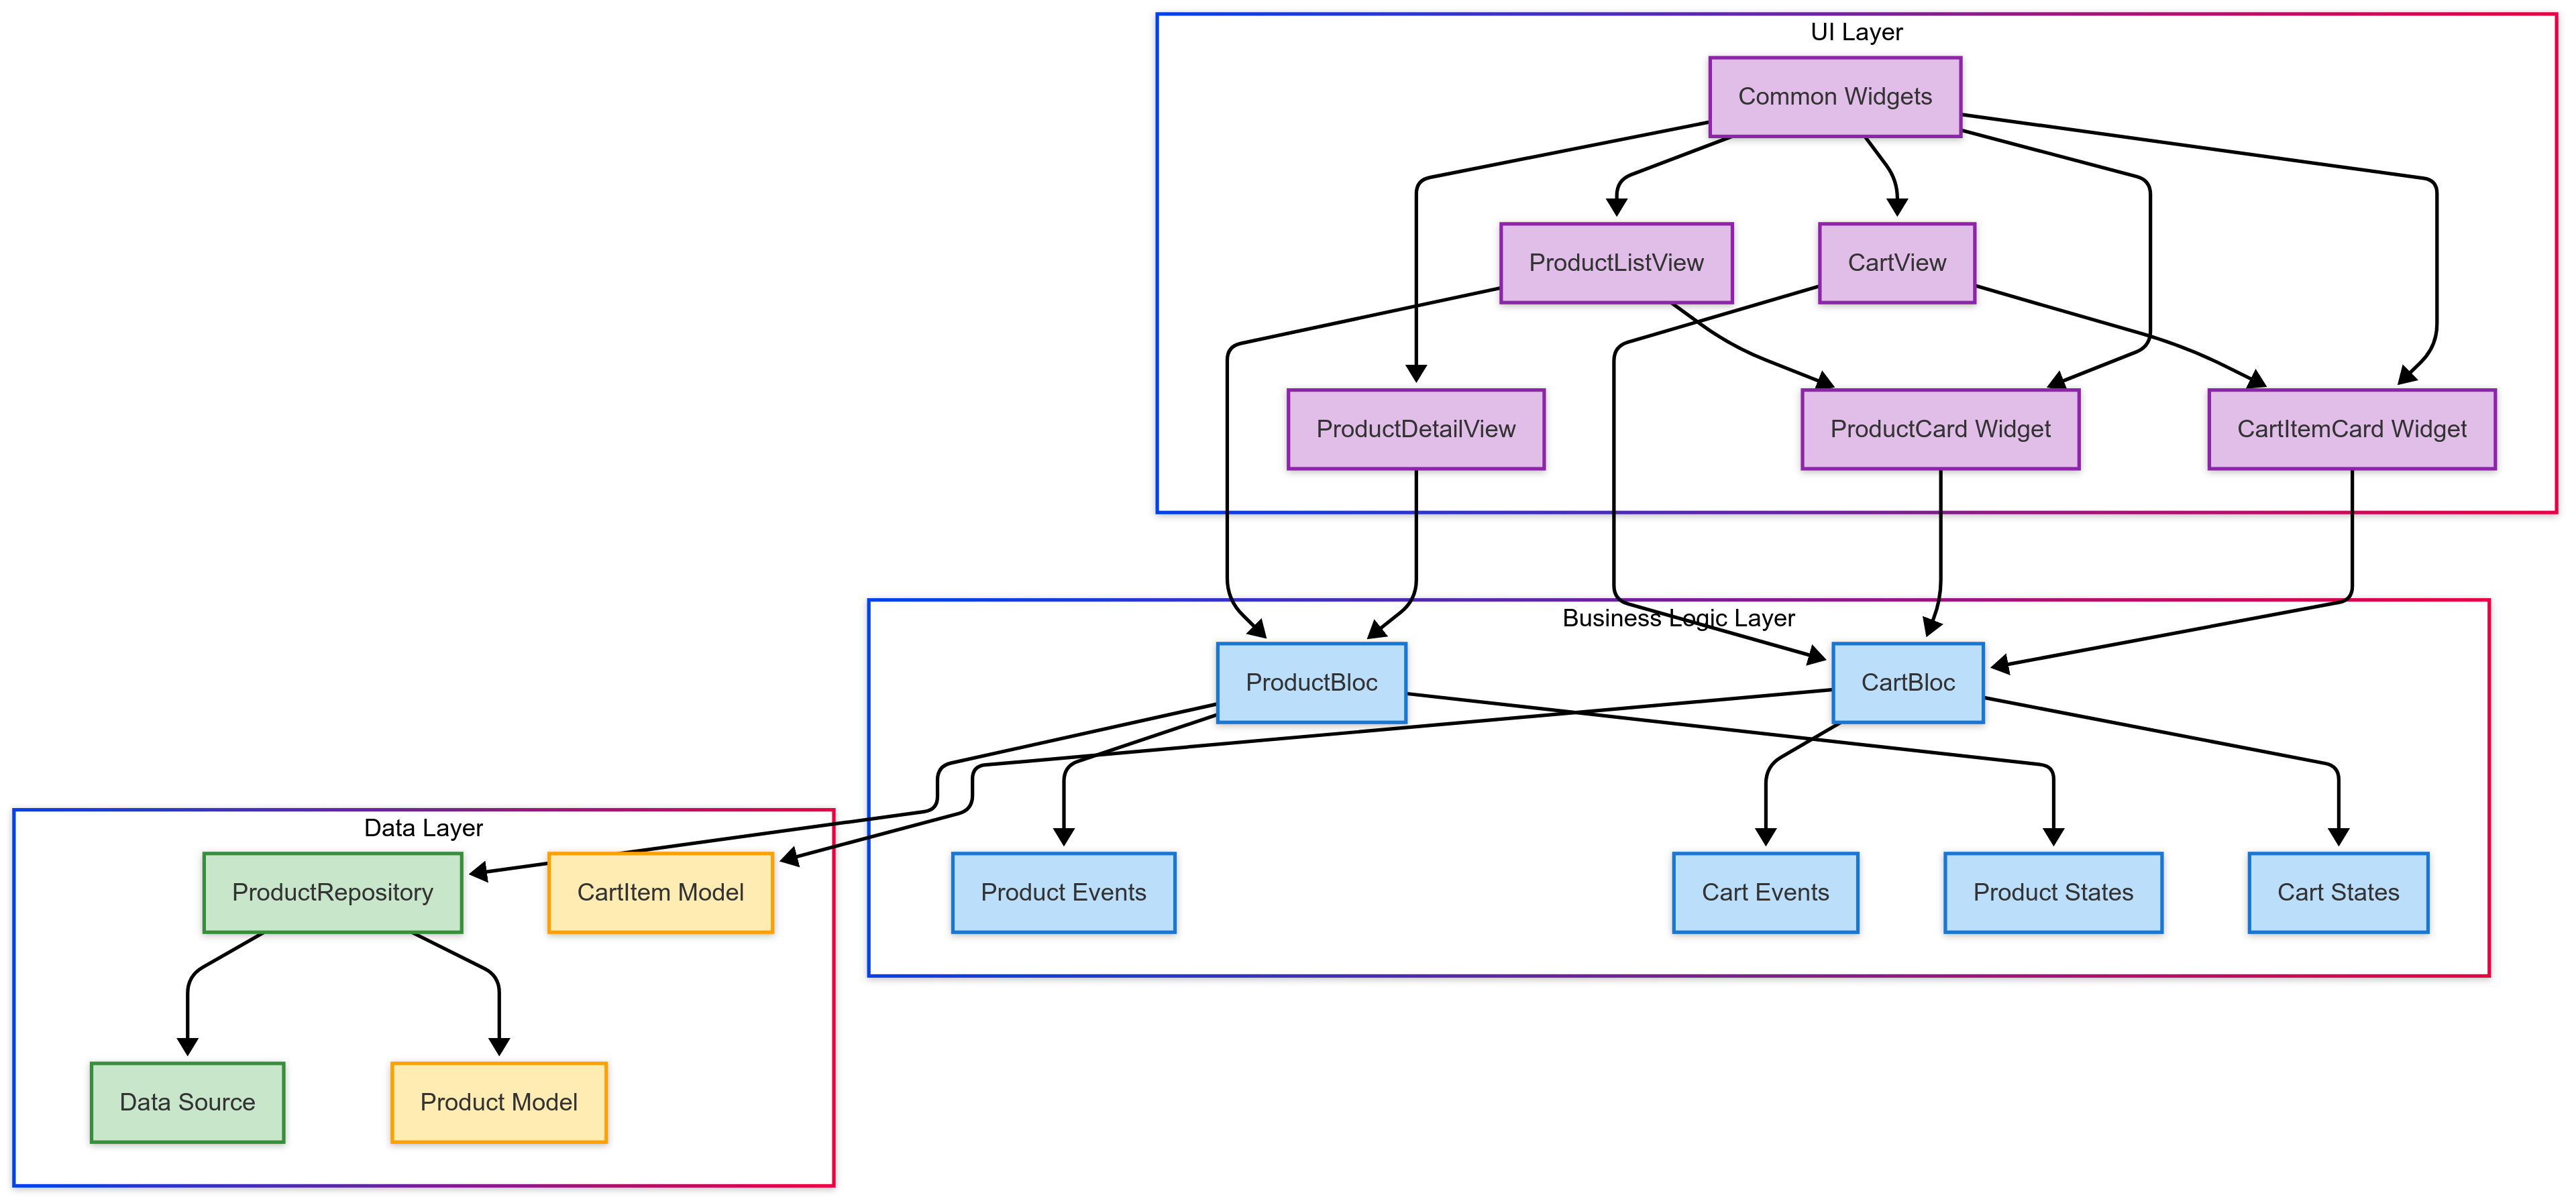 UI Layer
Common Widgets
ProductListView
CartView
ProductDetailView
ProductCard Widget
CartItemCard Widget
Business Logic Layer
ProductBloc
CartBloc
Data Layer
ProductRepository
CartItem Model
Product Events
Cart Events
Product States
Cart States
Data Source
Product Model